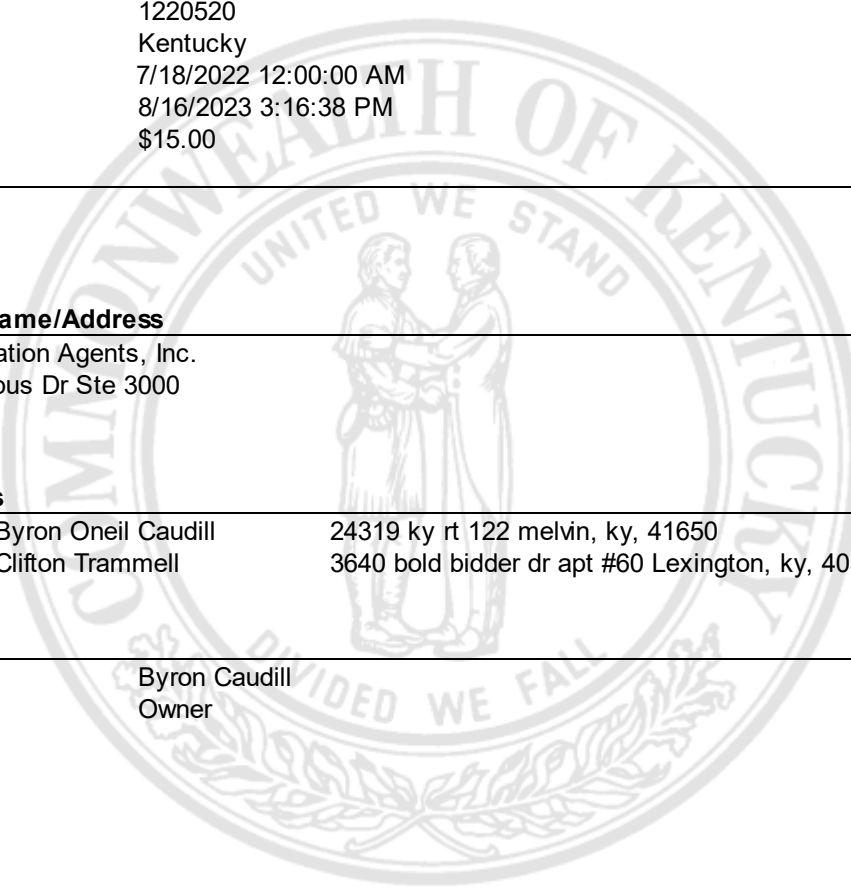 1220520
Kentucky
7/18/2022 12:00:00 AM
8/16/2023 3:16:38 PM
$15.00
COMMONWEALTH OF KENTUCKY
UNITED WE STAND
ame/Address
ation Agents, Inc.
ous Dr Ste 3000
s
Byron Oneil Caudill 24319 ky rt 122 melvin, ky, 41650
Clifton Trammell 3640 bold bidder dr apt #60 Lexington, ky, 40
DIVIDED WE FALL
Byron Caudill
Owner